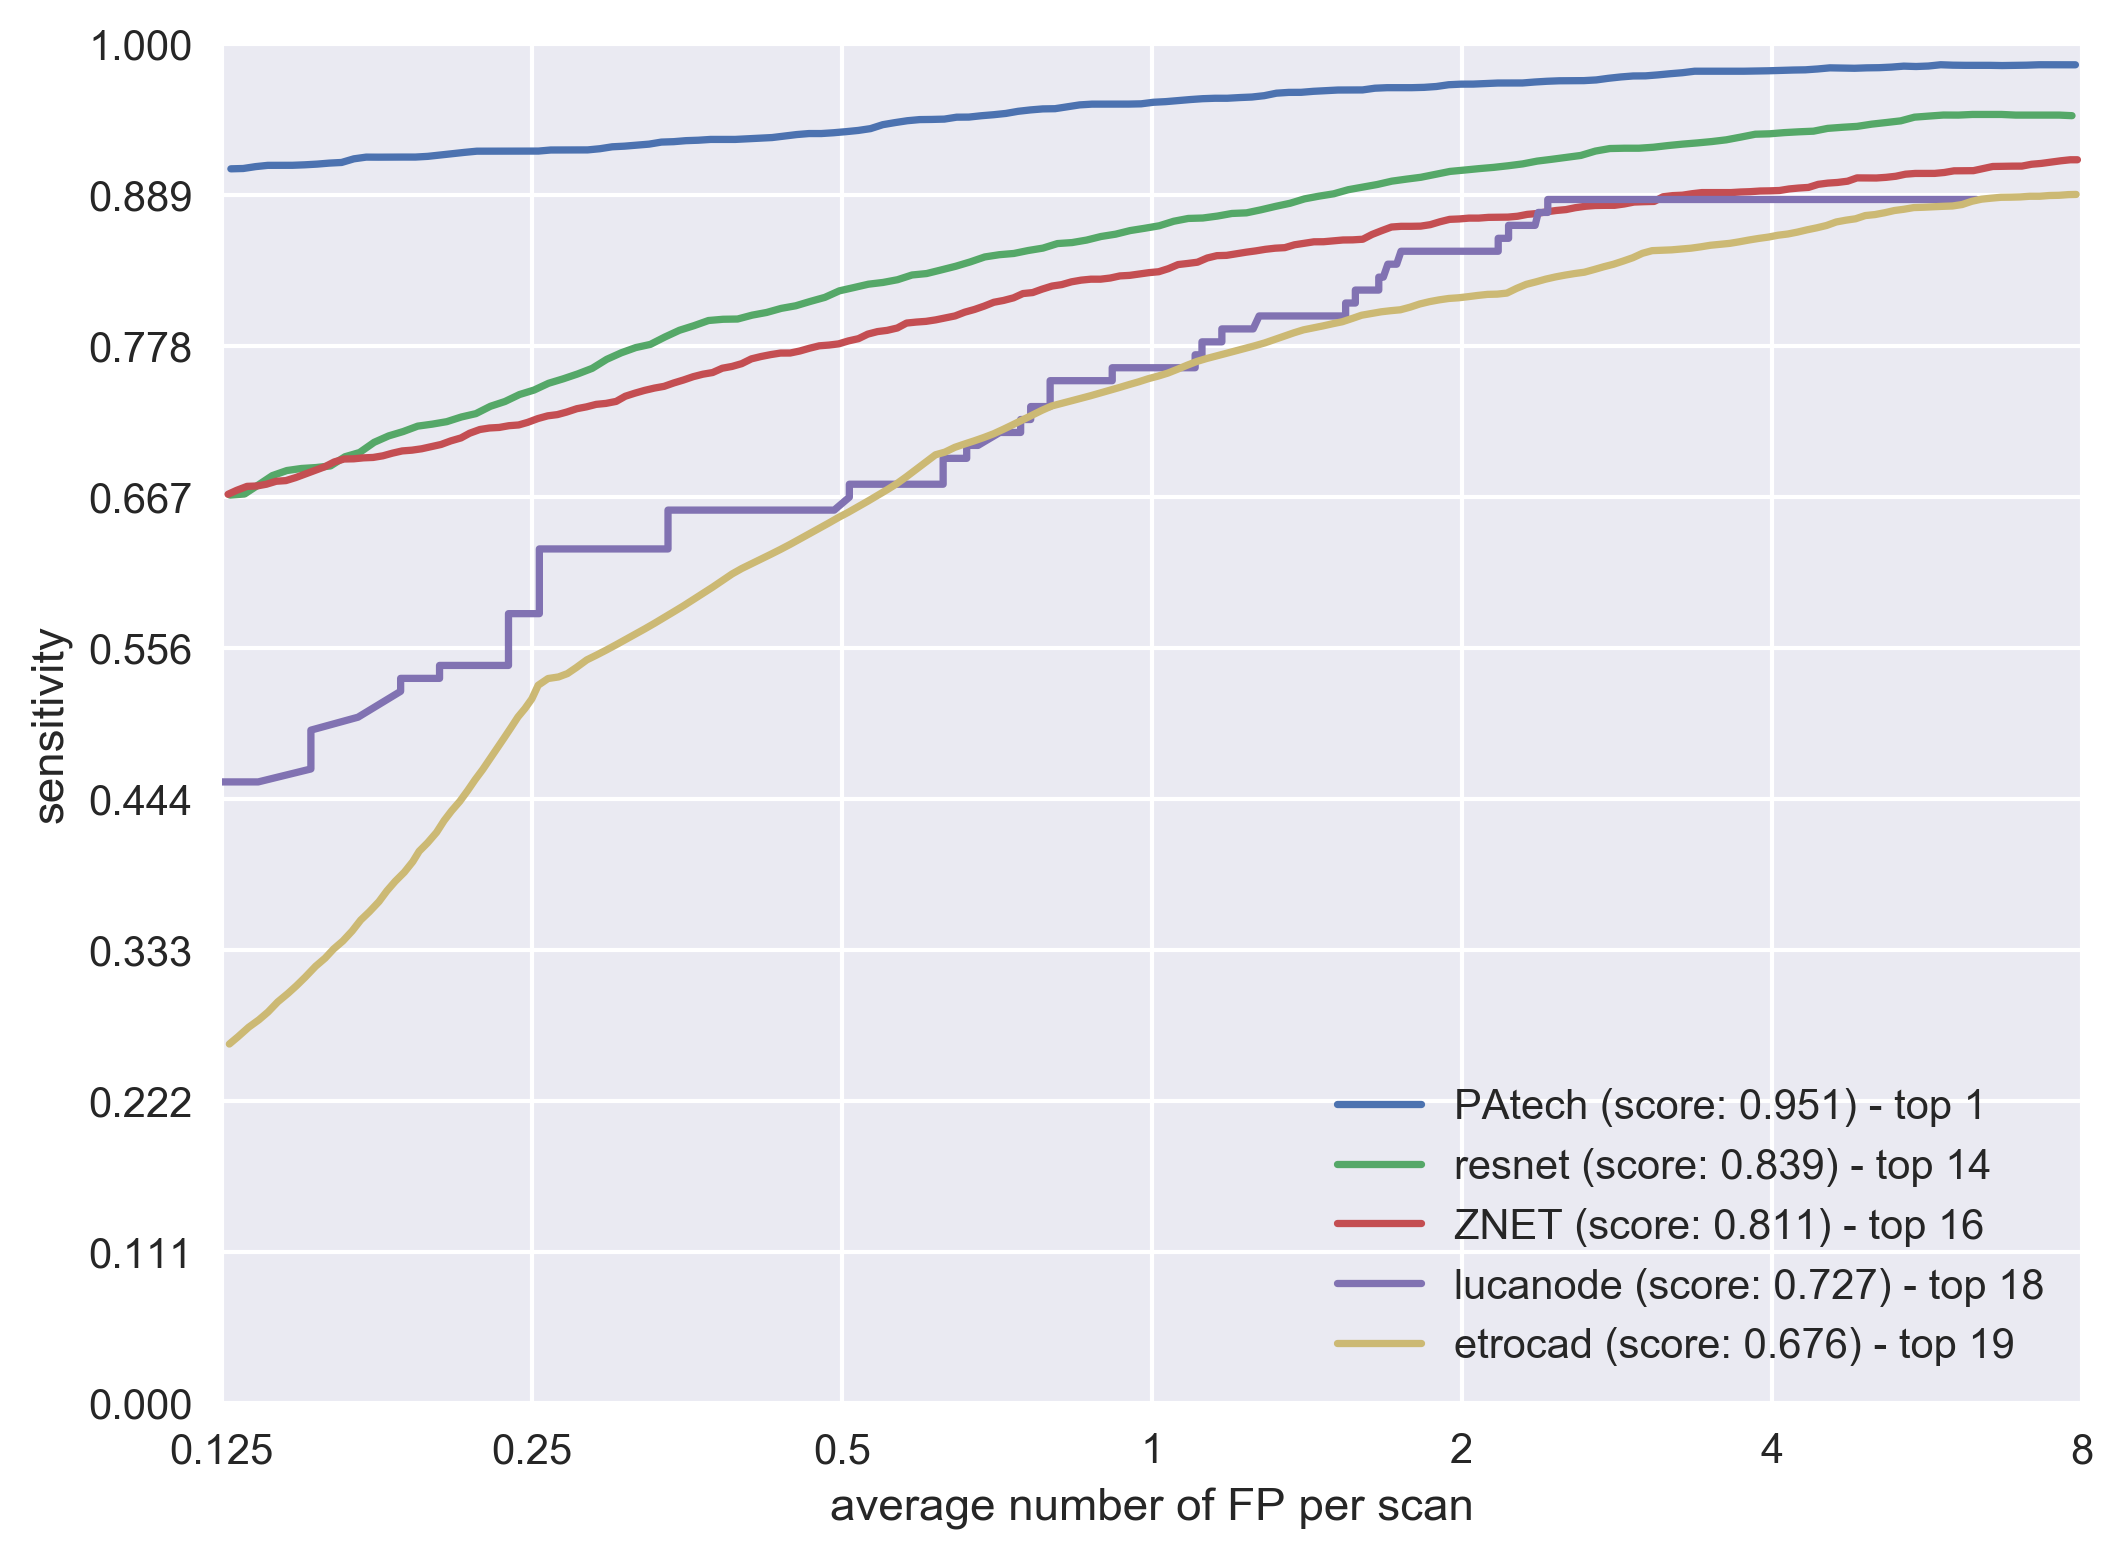 1.000
0.889
0.778
0.667
0.556
0.444
0.333
0.222
0.111
0.000
sensitivity
0.125 0.25 0.5 1 2 4 8
average number of FP per scan
PAtech (score: 0.951) - top 1
resnet (score: 0.839) - top 14
ZNET (score: 0.811) - top 16
lucanode (score: 0.727) - top 18
etrocad (score: 0.676) - top 19